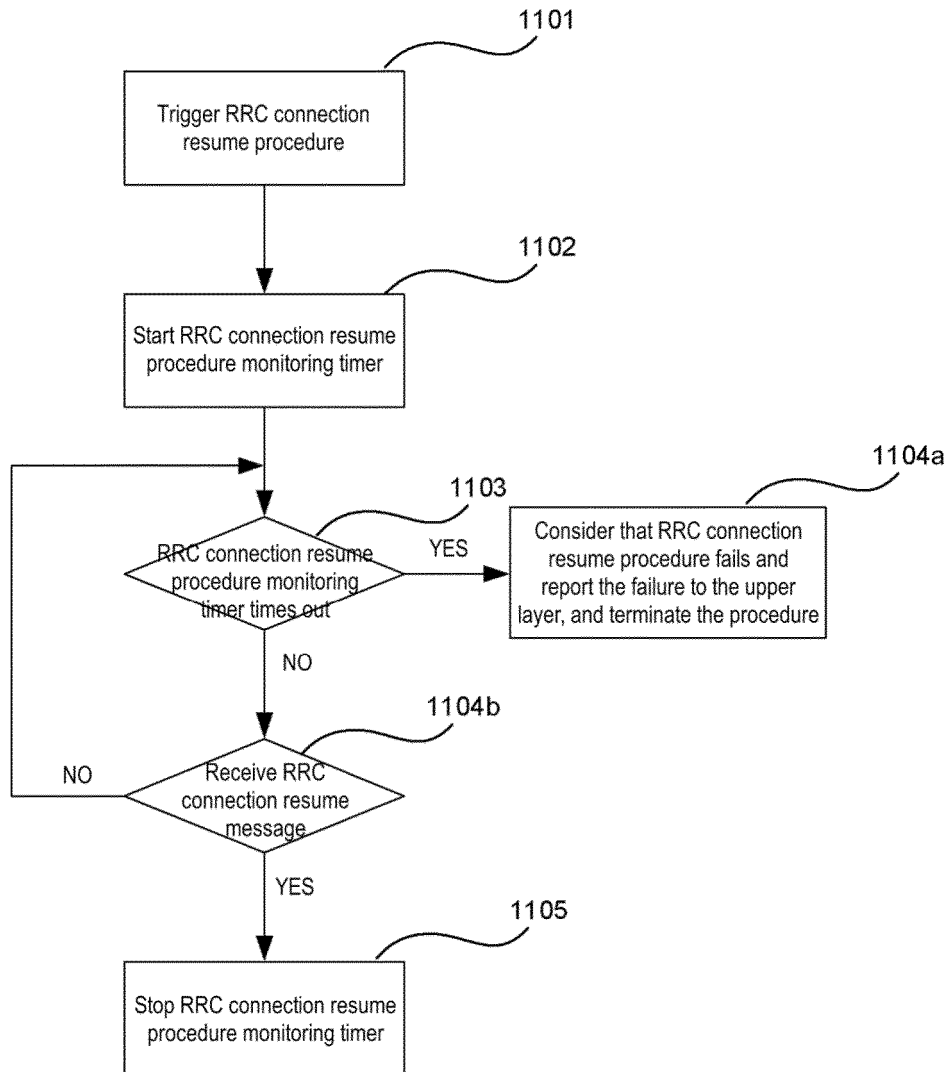 1101
Trigger RRC connection
resume procedure
1102
Start RRC connection resume
procedure monitoring timer
1103
RRC connection resume
procedure monitoring
timer times out
YES
1104a
Consider that RRC connection
resume procedure fails and
report the failure to the upper
layer, and terminate the procedure
NO
1104b
Receive RRC
connection resume
message
NO
YES
1105
Stop RRC connection resume
procedure monitoring timer